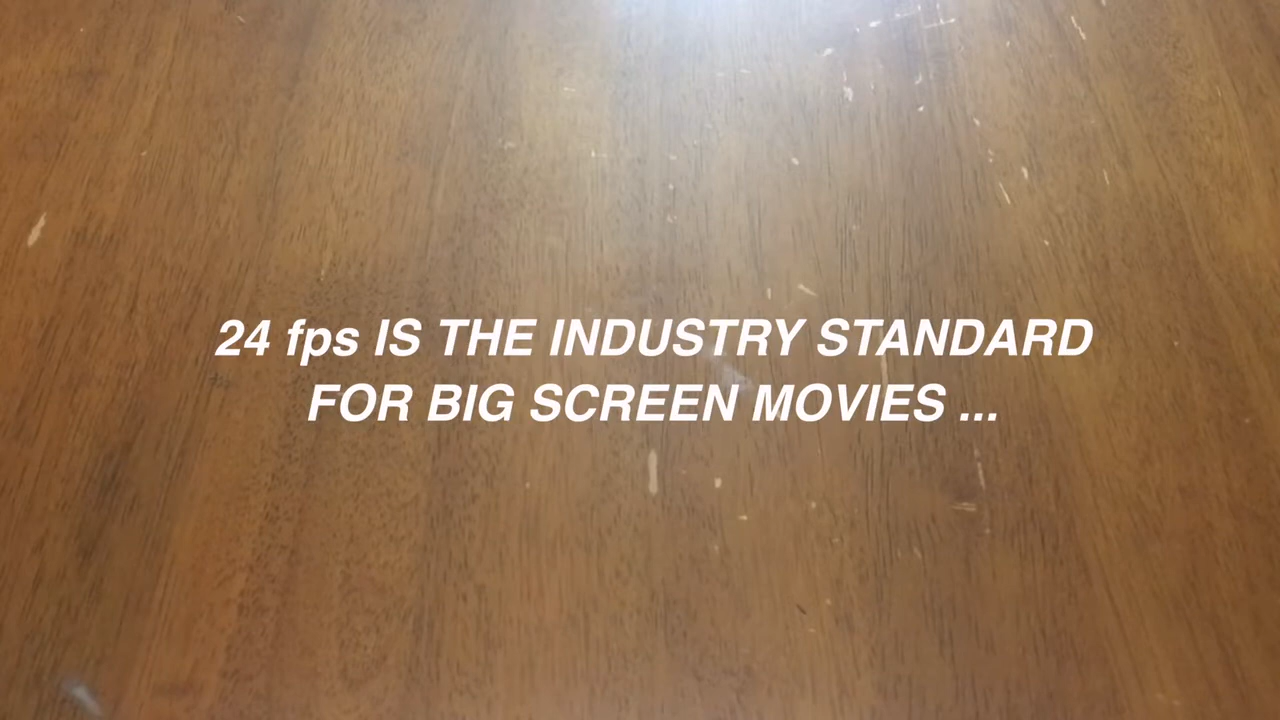 24 fps IS THE INDUSTRY STANDARD
FOR BIG SCREEN MOVIES ...